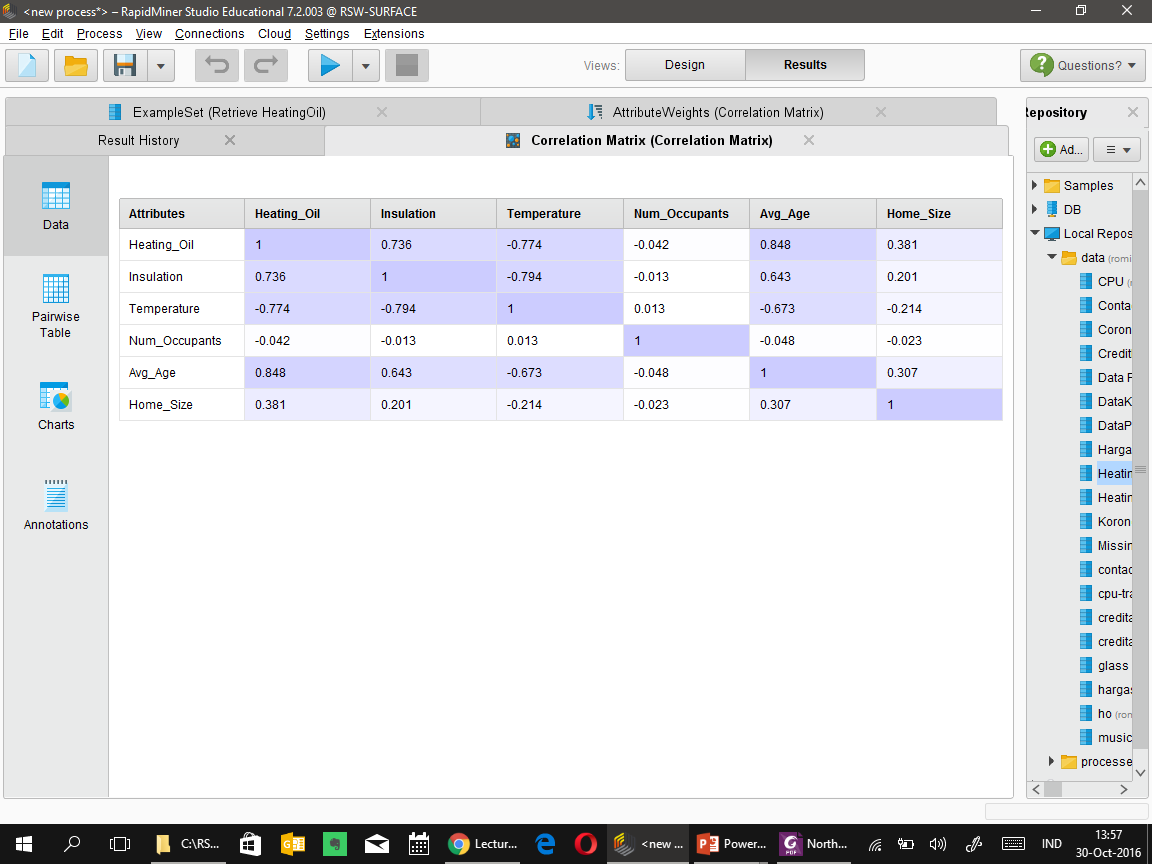 <new process*> – RapidMiner Studio Educational 7.2.003 @ RSW-SURFACE
File Edit Process View Connections Cloud Settings Extensions
Views: Design Results Questions?
ExampleSet (Retrieve HeatingOil) AttributeWeights (Correlation Matrix)
Result History Correlation Matrix (Correlation Matrix)
Data
Pairwise
Table
Charts
Annotations
Attributes Heating_Oil Insulation Temperature Num_Occupants Avg_Age Home_Size
Heating_Oil 1 0.736 -0.774 -0.042 0.848 0.381
Insulation 0.736 1 -0.794 -0.013 0.643 0.201
Temperature -0.774 -0.794 1 0.013 -0.673 -0.214
Num_Occupants -0.042 -0.013 0.013 1 -0.048 -0.023
Avg_Age 0.848 0.643 -0.673 -0.048 1 0.307
Home_Size 0.381 0.201 -0.214 -0.023 0.307 1
Repository
Ad...
Samples
DB
Local Repos
data (romi
CPU (
Conta
Coron
Credit
Data F
DataK
DataP
Harga
Heatin
Heatin
Koron
Missin
contac
cpu-tra
credita
credita
glass
hargas
ho (rom
music
processe
C:\RS... Lectur... <new ... Power... North... IND 13:57
30-Oct-2016